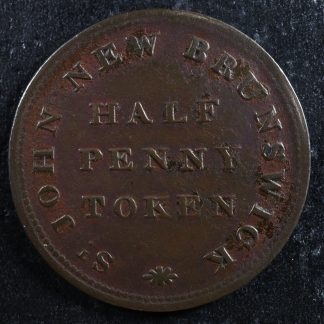 St. JOHN NEW BRUNSWICK
HALF
PENNY
TOKEN